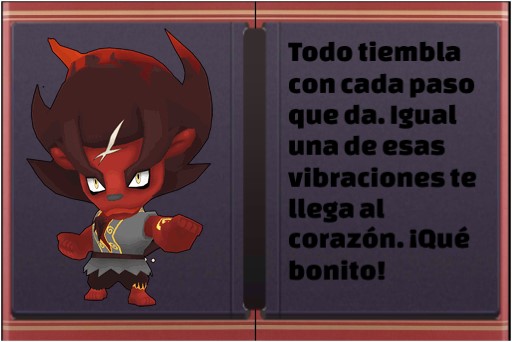 Todo tiembla
con cada paso
que da. Igual
una de esas
vibraciones te
llega al
corazón. ¡Qué
bonito!